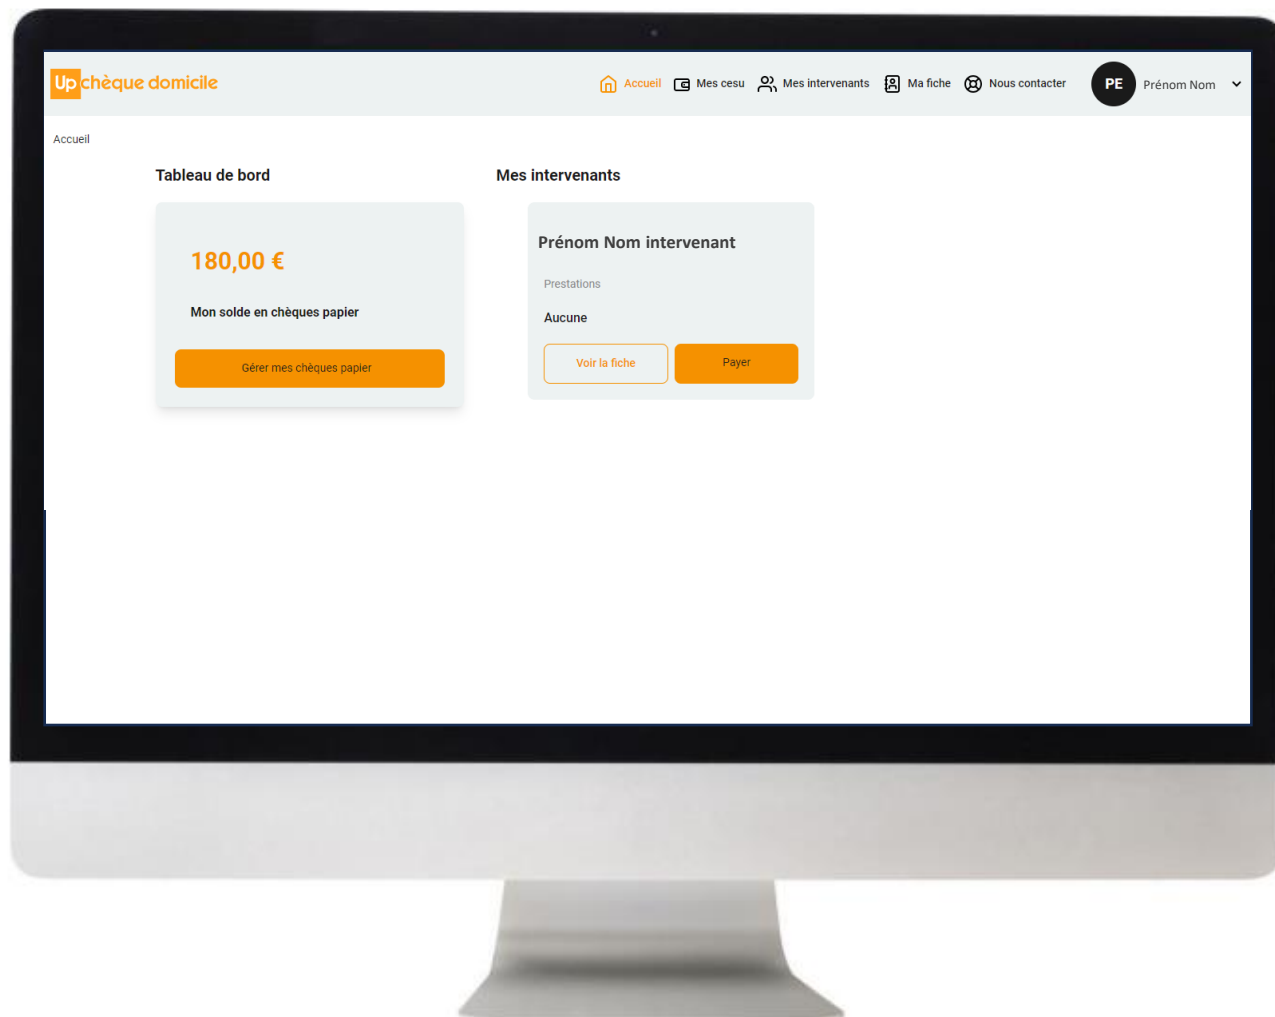 Up chèque domicile
Accueil Mes cesu Mes intervenants Ma fiche Nous contacter PE Prénom Nom
Accueil
Tableau de bord
Mes intervenants
180,00 €
Mon solde en chèques papier
Gérer mes chèques papier
Prénom Nom intervenant
Prestations
Aucune
Voir la fiche
Payer